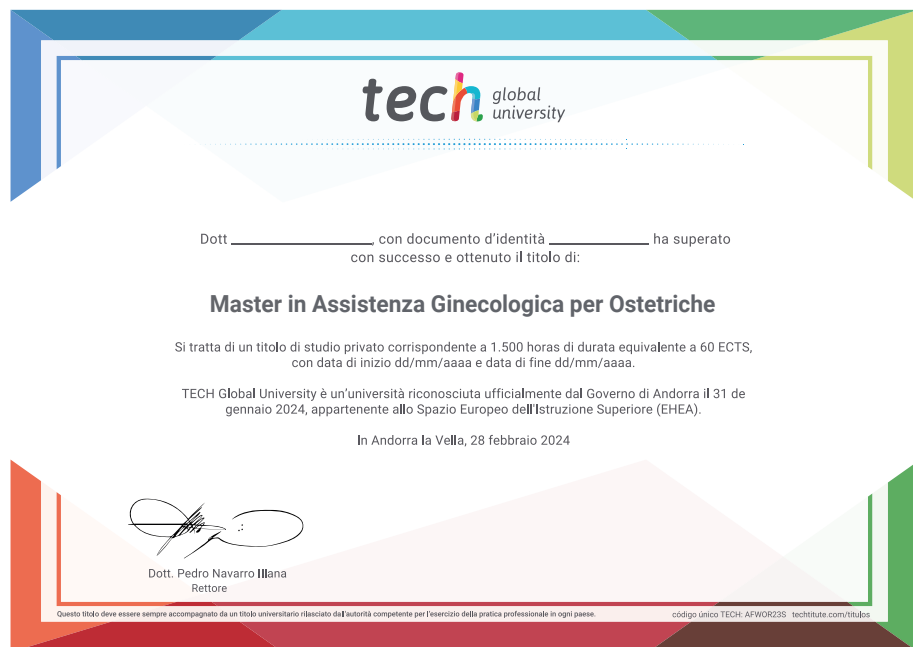 tech global university
Dott ________________, con documento d'identità ____________ ha superato
con successo e ottenuto il titolo di:
Master in Assistenza Ginecologica per Ostetriche
Si tratta di un titolo di studio privato corrispondente a 1.500 horas di durata equivalente a 60 ECTS,
con data di inizio dd/mm/aaaa e data di fine dd/mm/aaaa.
TECH Global University è un'università riconosciuta ufficialmente dal Governo di Andorra il 31 de
gennaio 2024, appartenente allo Spazio Europeo dell'Istruzione Superiore (EHEA).
In Andorra la Vella, 28 febbraio 2024
Dott. Pedro Navarro Illana
Rettore
Questo titolo deve essere sempre accompagnato da un titolo universitario rilasciato dall'autorità competente per l'esercizio della pratica professionale in ogni paese.
código único TECH: AFWOR23S techtitute.com/titulos